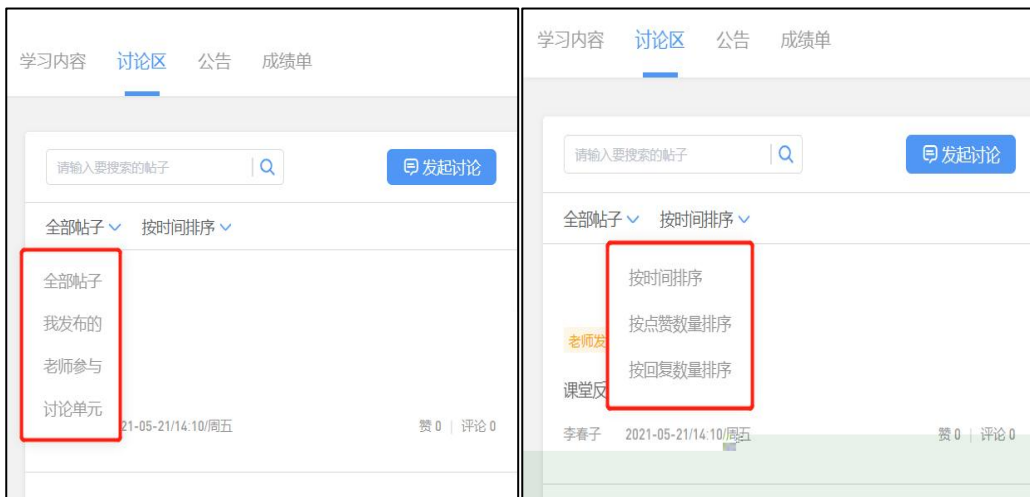 学习内容 讨论区 公告 成绩单
请输入要搜索的帖子
发起讨论
全部帖子 按时间排序
全部帖子
我发布的
老师参与
讨论单元
21-05-21/14:10/周五 赞 0 | 评论 0
学习内容 讨论区 公告 成绩单
请输入要搜索的帖子
发起讨论
全部帖子 按时间排序
按时间排序
按点赞数量排序
老师发
按回复数量排序
课堂反
李春子 2021-05-21/14:10/周五 赞 0 | 评论 0